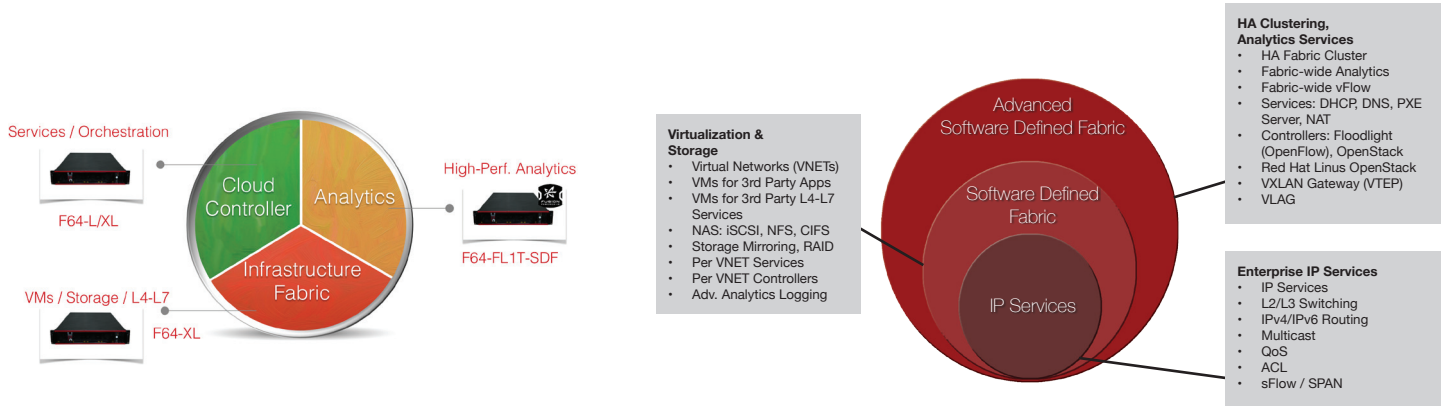 Services / Orchestration
F64-L/XL
Cloud
Controller
Analytics
Infrastructure
Fabric
High-Perf. Analytics
F64-FL1T-SDF
VMs / Storage / L4-L7
F64-XL
Virtualization &
Storage
• Virtual Networks (VNETs)
• VMs for 3rd Party Apps
• VMs for 3rd Party L4-L7
Services
• NAS: iSCSI, NFS, CIFS
• Storage Mirroring, RAID
• Per VNET Services
• Per VNET Controllers
• Adv. Analytics Logging
Advanced
Software Defined Fabric
Software Defined
Fabric
IP Services
HA Clustering,
Analytics Services
• HA Fabric Cluster
• Fabric-wide Analytics
• Fabric-wide vFlow
• Services: DHCP, DNS, PXE
Server, NAT
• Controllers: Floodlight
(OpenFlow), OpenStack
• Red Hat Linus OpenStack
• VXLAN Gateway (VTEP)
• VLAG
Enterprise IP Services
• IP Services
• L2/L3 Switching
• IPv4/IPv6 Routing
• Multicast
• QoS
• ACL
• sFlow / SPAN